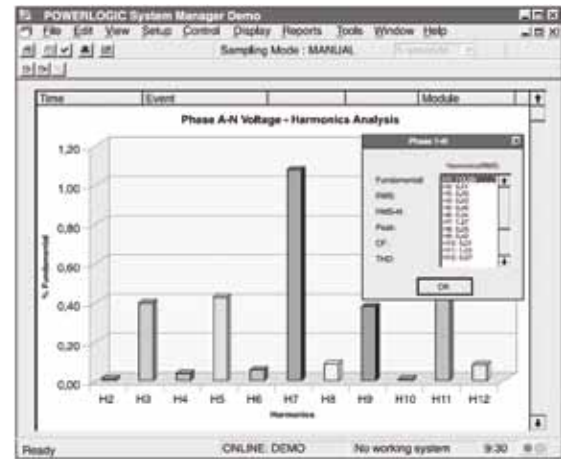 POWERLOGIC System Manager Demo
File Edit View Setup Control Display Reports Tools Window Help
Sampling Mode : MANUAL
Time Event Module
Phase A-N Voltage - Harmonics Analysis
1,20
1,00
0,80
0,60
0,40
0,20
0,00
% Fundamental
H2 H3 H4 H5 H6 H7 H8 H9 H10 H11 H12
Harmonics
Fundamental:
RMS:
RMS-H:
Peak:
CF:
THD:
OK
Ready ONLINE: DEMO No working system 9:30